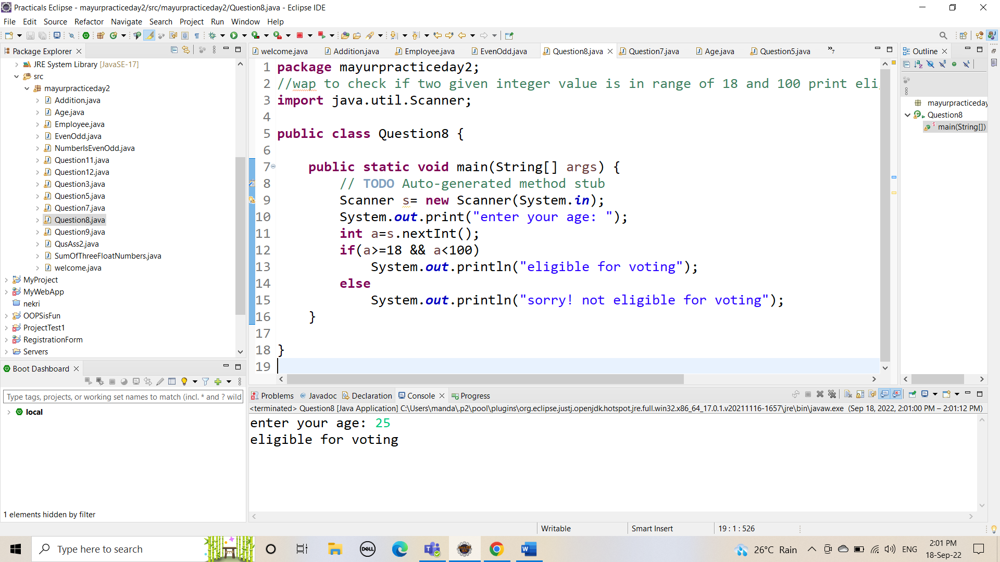 Practicals Eclipse - mayurpracticeday2/src/mayurpracticeday2/Question8.java - Eclipse IDE
File Edit Source Refactor Navigate Search Project Run Window Help
Package Explorer
JRE System Library [JavaSE-17]
src
mayurpracticeday2
Addition.java
Age.java
Employee.java
EvenOdd.java
NumberIsEvenOdd.java
Question11.java
Question12.java
Question3.java
Question5.java
Question7.java
Question8.java
Question9.java
QusAss2.java
SumOfThreeFloatNumbers.java
welcome.java
MyProject
MyWebApp
nekri
OOPSisFun
ProjectTest1
RegistrationForm
Servers
Boot Dashboard
Type tags, projects, or working set names to match (incl. * and ? wild
local
1 elements hidden by filter
welcome.java Addition.java Employee.java EvenOdd.java Question8.java Question7.java Age.java Question5.java »7
1 package mayurpracticeday2;
2 //wap to check if two given integer value is in range of 18 and 100 print eli
3 import java.util.Scanner;
4
5 public class Question8 {
6
7 public static void main(String[] args) {
8 // TODO Auto-generated method stub
9 Scanner s= new Scanner(System.in);
10 System.out.print("enter your age: ");
11 int a=s.nextInt();
12 if(a>=18 && a<100)
13 System.out.println("eligible for voting");
14 else
15 System.out.println("sorry! not eligible for voting");
16 }
17
18 }
19
Outline
mayurpracticeday
Question8
main(String[])
Problems Javadoc Declaration Console Progress
<terminated> Question8 [Java Application] C:\Users\manda\.p2\pool\plugins\org.eclipse.justj.openjdk.hotspot.jre.full.win32.x86_64_17.0.1.v20211116-1657\jre\bin\javaw.exe (Sep 18, 2022, 2:01:00 PM – 2:01:12 PM)
enter your age: 25
eligible for voting
Writable Smart Insert 19 : 1 : 526
Type here to search
DELL
26°C Rain
ENG
2:01 PM
18-Sep-22